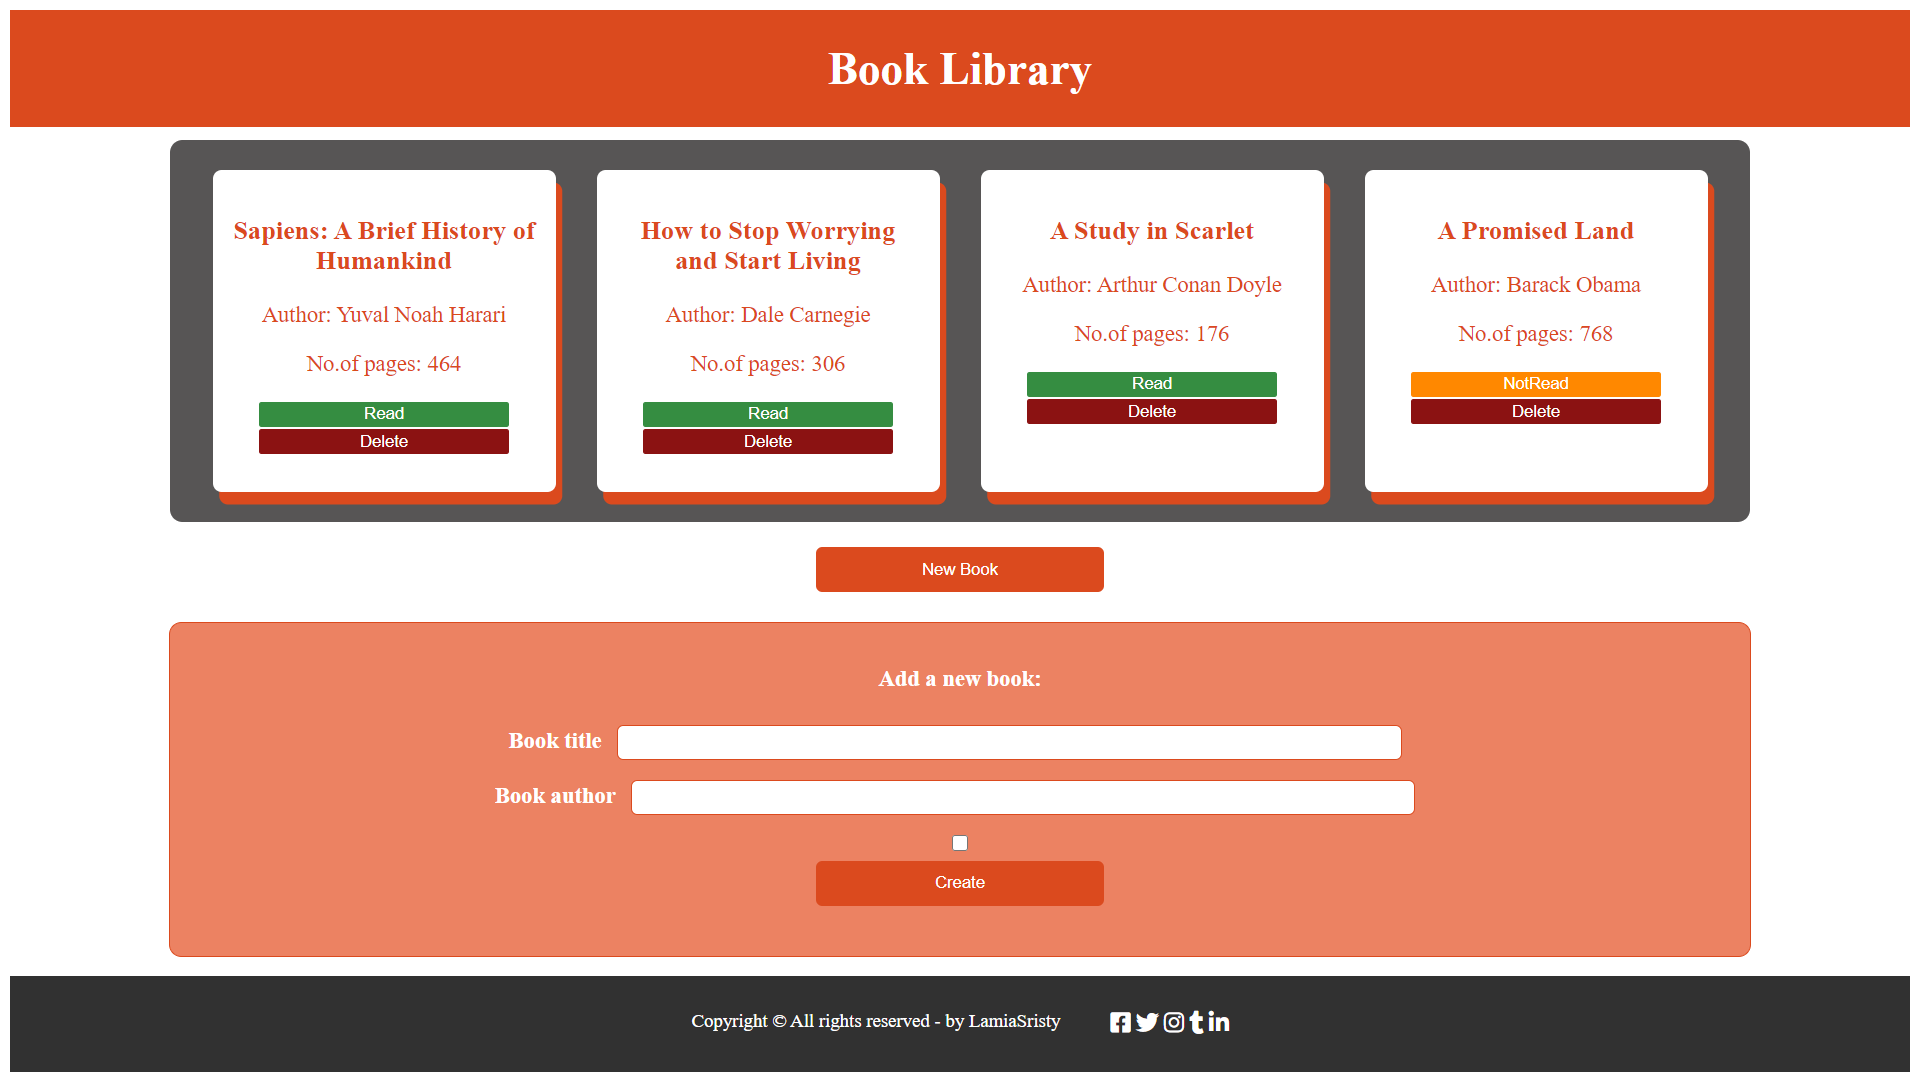 Book Library
Sapiens: A Brief History of
Humankind
Author: Yuval Noah Harari
No.of pages: 464
Read
Delete
How to Stop Worrying
and Start Living
Author: Dale Carnegie
No.of pages: 306
Read
Delete
A Study in Scarlet
Author: Arthur Conan Doyle
No.of pages: 176
Read
Delete
A Promised Land
Author: Barack Obama
No.of pages: 768
NotRead
Delete
New Book
Add a new book:
Book title
Book author
Create
Copyright © All rights reserved - by LamiaSristy